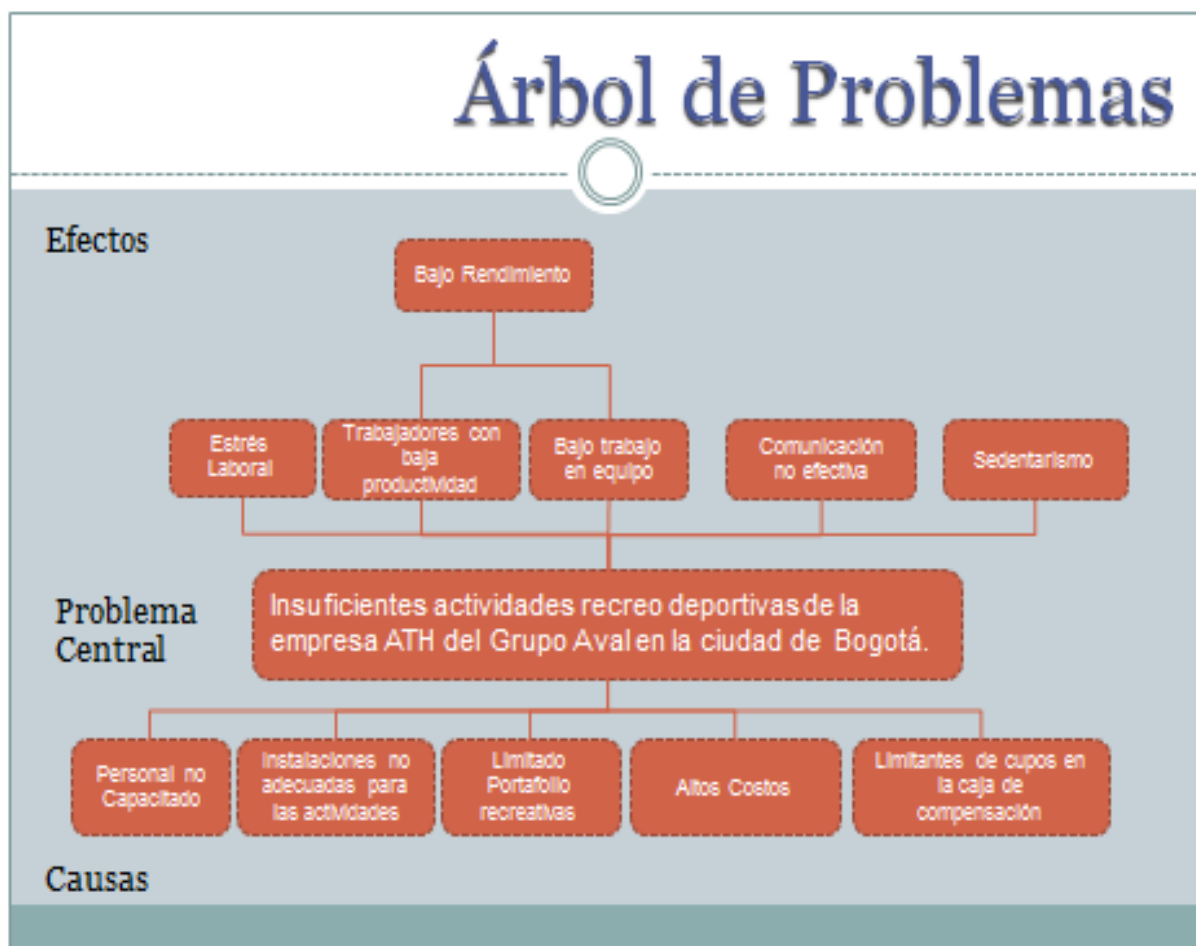 Árbol de Problemas
Efectos
Bajo Rendimiento
Estrés
Laboral
Trabajadores con
baja
productividad
Bajo trabajo
en equipo
Comunicación
no efectiva
Sedentarismo
Problema
Central
Insuficientes actividades recreo deportivas de la
empresa ATH del Grupo Aval en la ciudad de Bogotá.
Personal no
Capacitado
Instalaciones no
adecuadas para
las actividades
Limitado
Portafolio
recreativas
Altos Costos
Limitantes de cupos en
la caja de
compensación
Causas